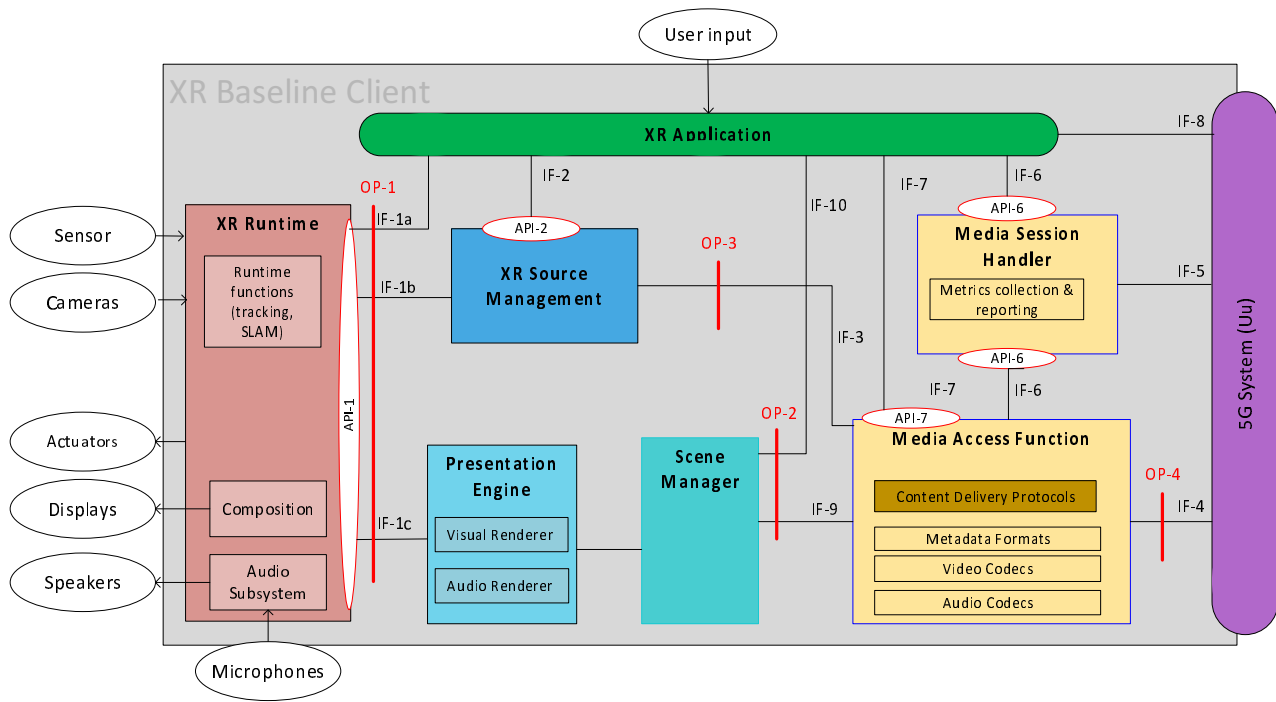 User input
XR Baseline Client
XR Application
IF-8
IF-2
IF-7
IF-6
OP-1
IF-1a
IF-10
API-6
XR Runtime
API-2
OP-3
Media Session
Handler
Sensor
XR Source
Management
Runtime
functions
(tracking,
SLAM)
IF-5
Cameras
IF-1b
Metrics collection &
reporting
IF-3
API-6
5G System (Uu)
IF-7
IF-6
API-1
OP-2
API-7
Actuators
Media Access Function
Presentation
Engine
Scene
Manager
OP-4
Content Delivery Protocols
Displays
Composition
IF-1c
IF-9
IF-4
Visual Renderer
Metadata Formats
Video Codecs
Speakers
Audio
Subsystem
Audio Renderer
Audio Codecs
Microphones